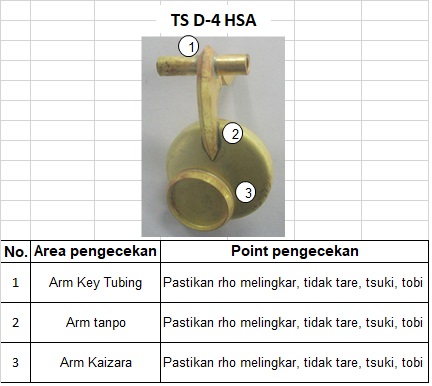 TS D-4 HSA
1
2
3
No. Area pengecekan Point pengecekan
1 Arm Key Tubing Pastikan rho melingkar, tidak tare, tsuki, tobi
2 Arm tanpo Pastikan rho melingkar, tidak tare, tsuki, tobi
3 Arm Kaizara Pastikan rho melingkar, tidak tare, tsuki, tobi